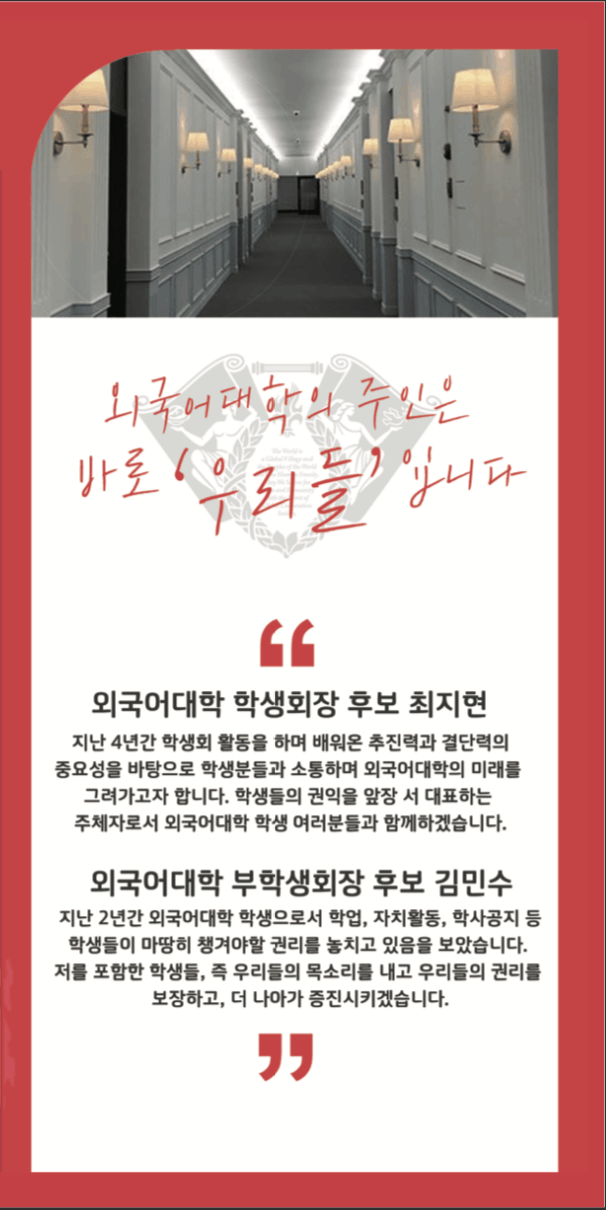 외국어대학의 주인은
바로 '우리들' 입니다
“
외국어대학 학생회장 후보 최지현
지난 4년간 학생회 활동을 하며 배워온 추진력과 결단력의
중요성을 바탕으로 학생분들과 소통하며 외국어대학의 미래를
그려가고자 합니다. 학생들의 권익을 앞장 서 대표하는
주체자로서 외국어대학 학생 여러분들과 함께하겠습니다.
외국어대학 부학생회장 후보 김민수
지난 2년간 외국어대학 학생으로서 학업, 자치활동, 학사공지 등
학생들이 마땅히 챙겨야할 권리를 놓치고 있음을 보았습니다.
저를 포함한 학생들, 즉 우리들의 목소리를 내고 우리들의 권리를
보장하고, 더 나아가 증진시키겠습니다.
”